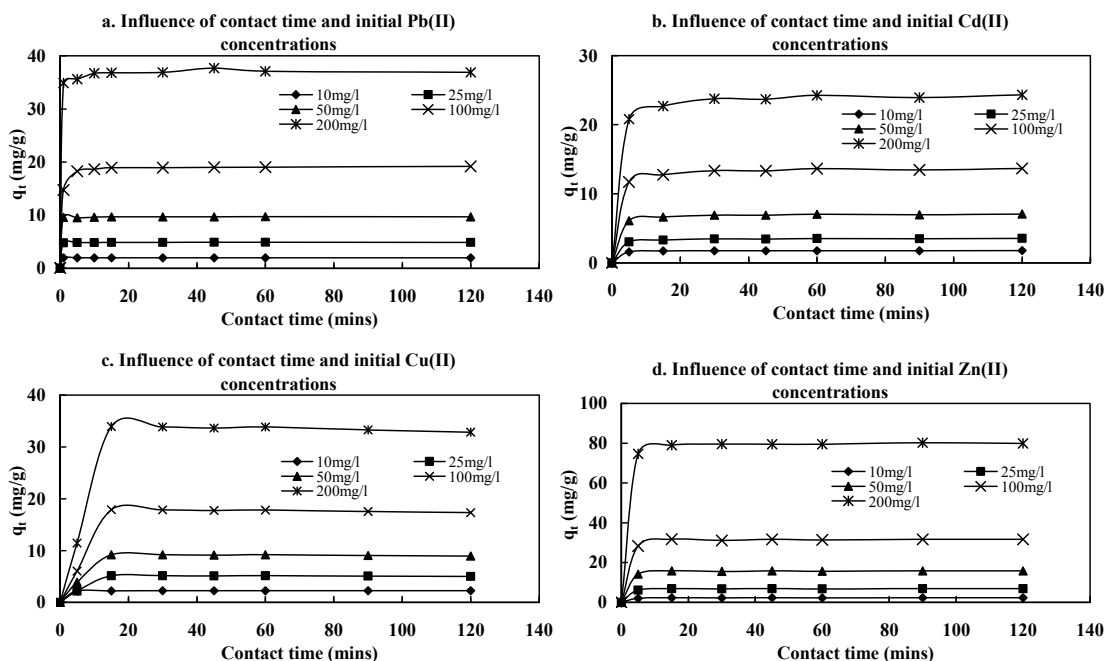 a. Influence of contact time and initial Pb(II)
concentrations
40
30
20
10
0
q_t (mg/g)
10mg/l 25mg/l
50mg/l 100mg/l
200mg/l
0 20 40 60 80 100 120 140
Contact time (mins)
b. Influence of contact time and initial Cd(II)
concentrations
30
20
10
0
q_t (mg/g)
10mg/l 25mg/l
50mg/l 100mg/l
200mg/l
0 20 40 60 80 100 120 140
Contact time (mins)
c. Influence of contact time and initial Cu(II)
concentrations
40
30
20
10
0
q_t (mg/g)
10mg/l 25mg/l
50mg/l 100mg/l
200mg/l
0 20 40 60 80 100 120 140
Contact time (mins)
d. Influence of contact time and initial Zn(II)
concentrations
100
80
60
40
20
0
q_t (mg/g)
10mg/l 25mg/l
50mg/l 100mg/l
200mg/l
0 20 40 60 80 100 120 140
Contact time (mins)